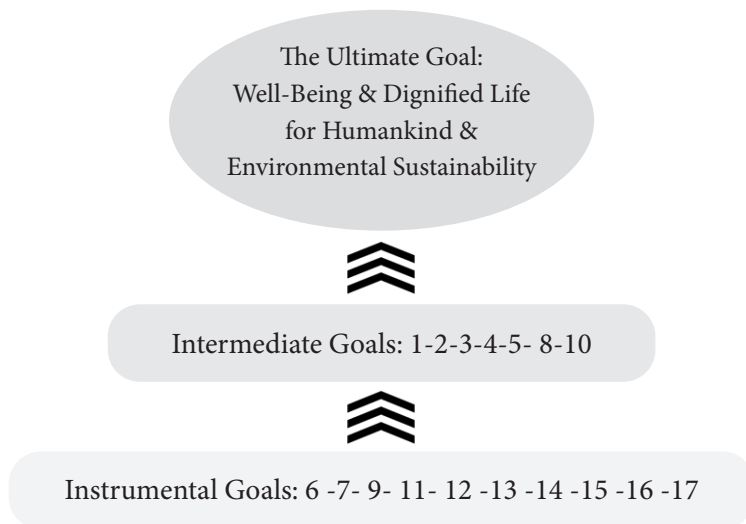 The Ultimate Goal:
Well-Being & Dignified Life
for Humankind &
Environmental Sustainability
Intermediate Goals: 1-2-3-4-5- 8-10
Instrumental Goals: 6 -7- 9- 11- 12 -13 -14 -15 -16 -17